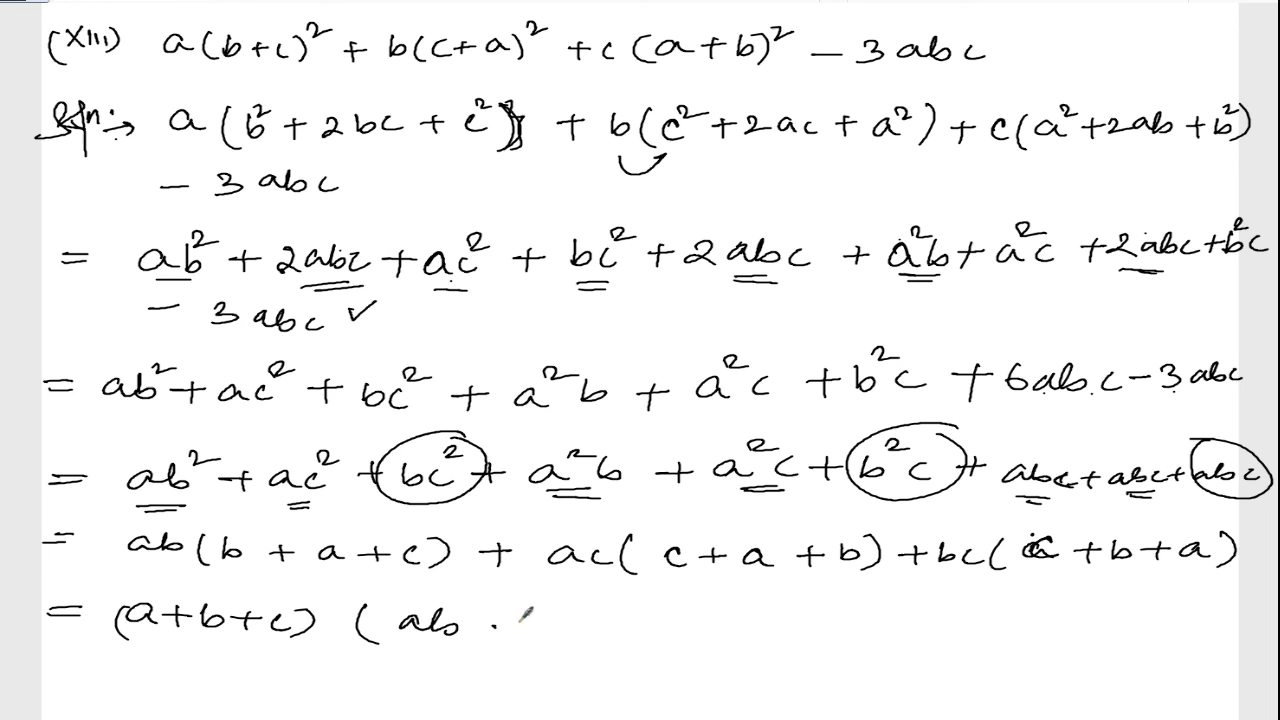 (XIII) a(b+c)² + b(c+a)² + c(a+b)² - 3abc
Solⁿ:→ a(b² + 2bc + c²) + b(c² + 2ac + a²) + c(a² + 2ab + b²)
- 3abc
= ab² + 2abc + ac² + bc² + 2abc + a²b + a²c + 2abc + b²c
- 3abc ✓
= ab² + ac² + bc² + a²b + a²c + b²c + 6abc - 3abc
= ab² + ac² + bc² + a²b + a²c + b²c + abc + abc + abc
= ab(b + a + c) + ac(c + a + b) + bc(c + b + a)
= (a+b+c) (ab .